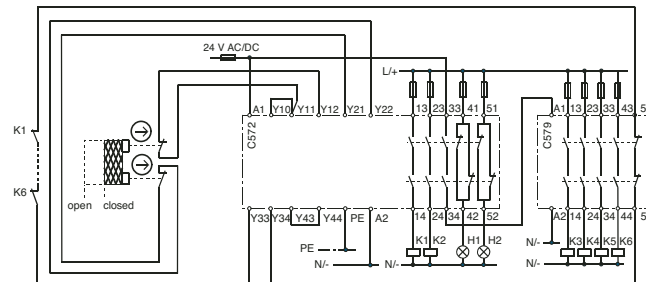 24 V AC/DC
L/+
A1 Y10 Y11 Y12 Y21 Y22 13 23 33 41 51 A1 13 23 33 43 5
C572
C579
K1
K6
open closed
Y33 Y34 Y43 Y44 PE A2 14 24 34 42 52 A2 14 24 34 44 5
K1 K2 H1 H2 K3 K4 K5 K6
PE
N/-
N/-
N/-
N/-